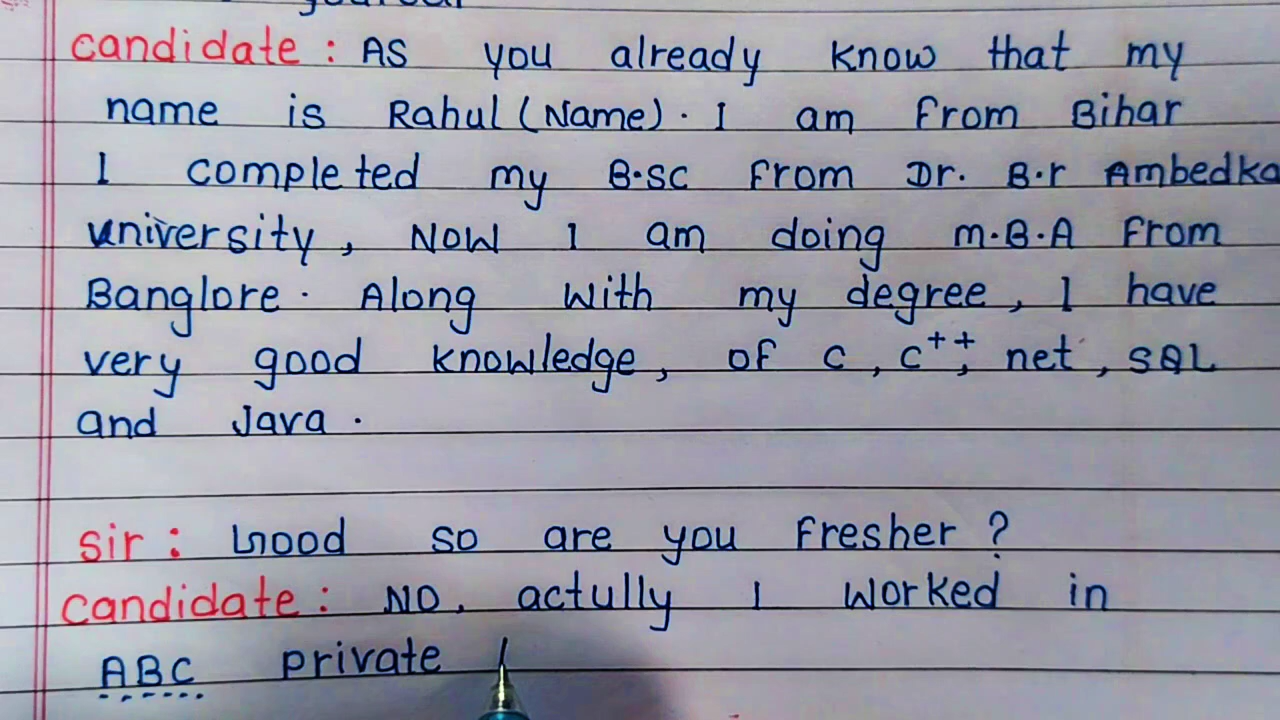 candidate : As you already know that my
name is Rahul (Name). I am from Bihar
I completed my B.sc from Dr. B.r Ambedka
university, Now I am doing M.B.A from
Banglore. Along with my degree, I have
very good knowledge, of c, c++, net, SQL
and Java.
sir : Good so are you fresher ?
candidate : No, actully I worked in
ABC private